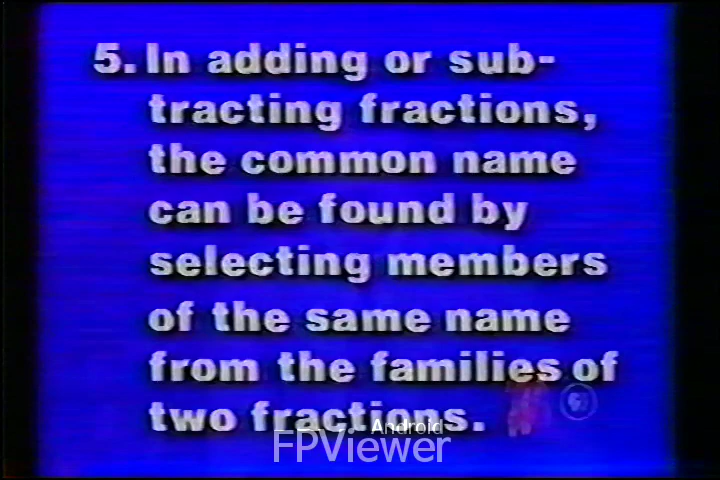 5. In adding or sub-
tracting fractions,
the common name
can be found by
selecting members
of the same name
from the families of
two fractions.
Android
FPViewer